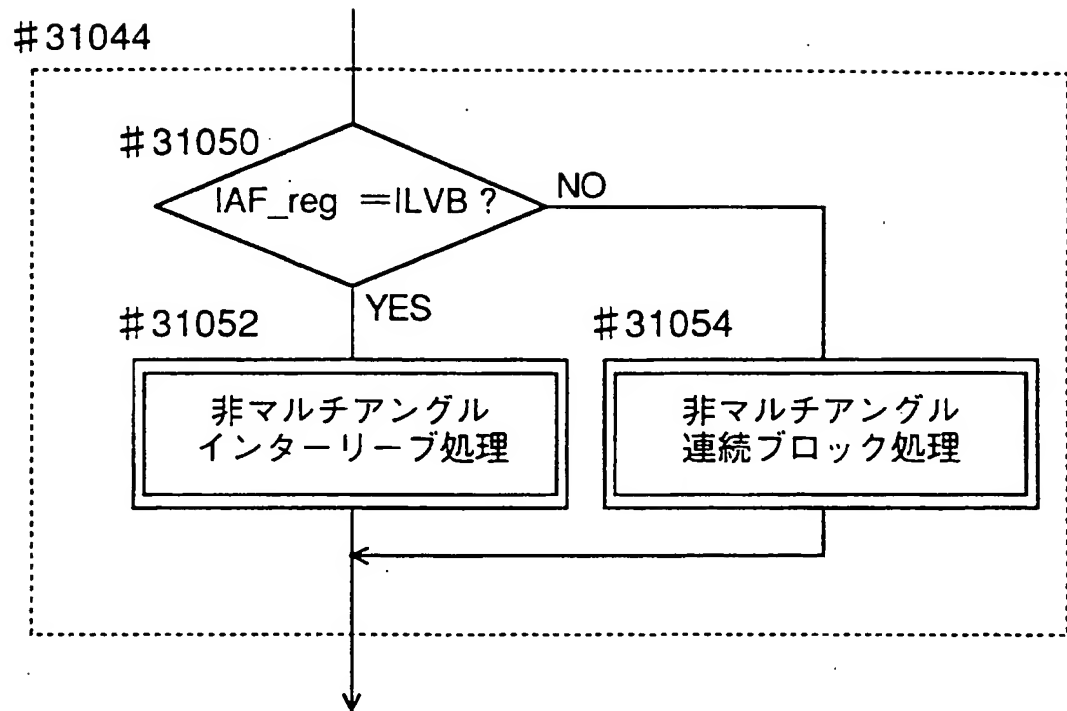 #31044
#31050
IAF_reg =ILVB ?
NO
YES
#31052
#31054
非マルチアングル
インターリーブ処理
非マルチアングル
連続ブロック処理